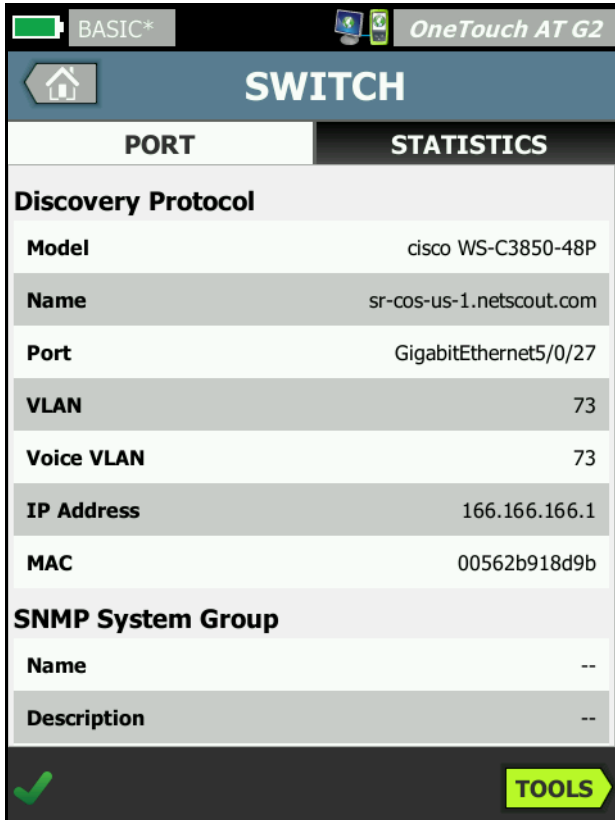 BASIC*
OneTouch AT G2
SWITCH
PORT STATISTICS
Discovery Protocol
Model cisco WS-C3850-48P
Name sr-cos-us-1.netscout.com
Port GigabitEthernet5/0/27
VLAN 73
Voice VLAN 73
IP Address 166.166.166.1
MAC 00562b918d9b
SNMP System Group
Name --
Description --
TOOLS